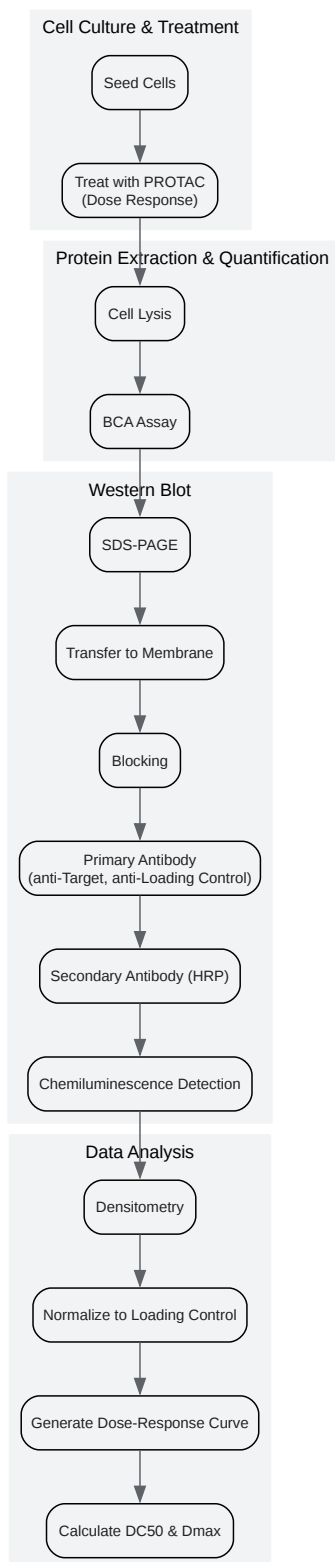 Cell Culture & Treatment
Seed Cells
Treat with PROTAC
(Dose Response)
Protein Extraction & Quantification
Cell Lysis
BCA Assay
Western Blot
SDS-PAGE
Transfer to Membrane
Blocking
Primary Antibody
(anti-Target, anti-Loading Control)
Secondary Antibody (HRP)
Chemiluminescence Detection
Data Analysis
Densitometry
Normalize to Loading Control
Generate Dose-Response Curve
Calculate DC50 & Dmax